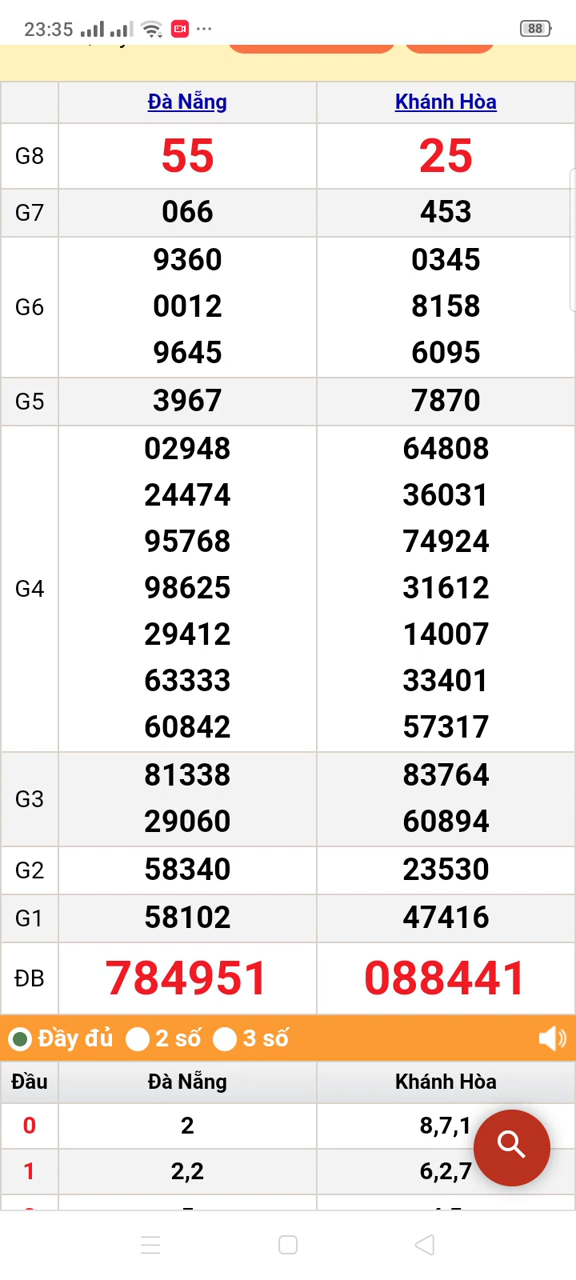 23:35 88
Đà Nẵng Khánh Hòa
G8 55 25
G7 066 453
9360 0345
G6 0012 8158
9645 6095
G5 3967 7870
02948 64808
24474 36031
95768 74924
G4 98625 31612
29412 14007
63333 33401
60842 57317
G3 81338 83764
29060 60894
G2 58340 23530
G1 58102 47416
ĐB 784951 088441
Đầy đủ 2 số 3 số
Đầu Đà Nẵng Khánh Hòa
0 2 8,7,1
1 2,2 6,2,7